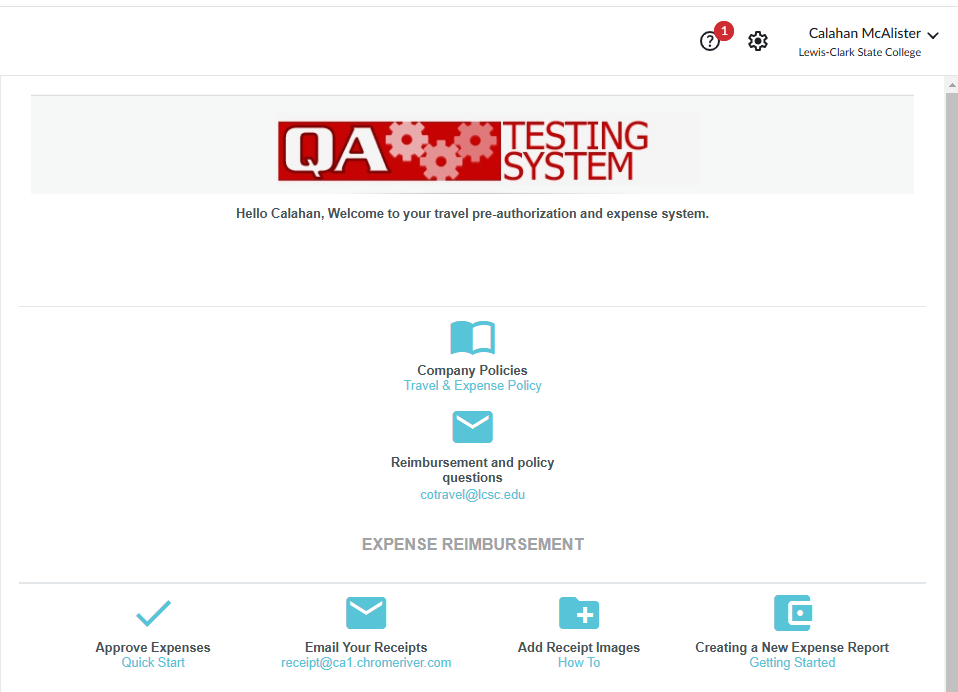 1
Calahan McAlister
Lewis-Clark State College
QA TESTING
SYSTEM
Hello Calahan, Welcome to your travel pre-authorization and expense system.
Company Policies
Travel & Expense Policy
Reimbursement and policy
questions
cotravel@lcsc.edu
EXPENSE REIMBURSEMENT
Approve Expenses
Quick Start
Email Your Receipts
receipt@ca1.chromeriver.com
Add Receipt Images
How To
Creating a New Expense Report
Getting Started